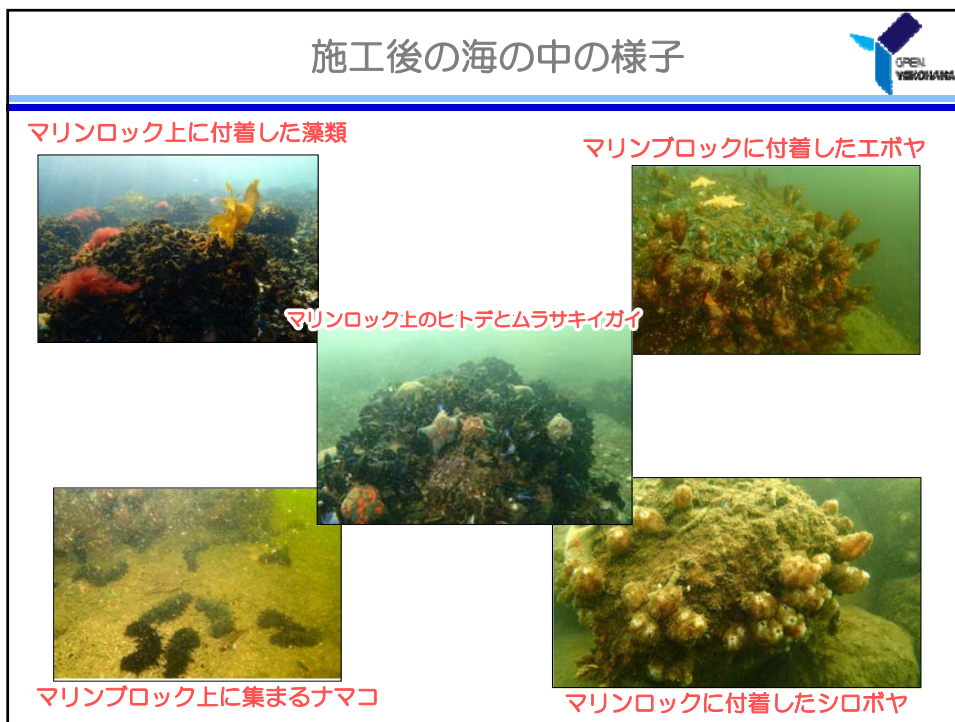 施工後の海の中の様子
OPEN
YOKOHAMA
マリンロック上に付着した藻類
マリンブロックに付着したエボヤ
マリンロック上のヒトデとムラサキイガイ
マリンブロック上に集まるナマコ
マリンロックに付着したシロボヤ